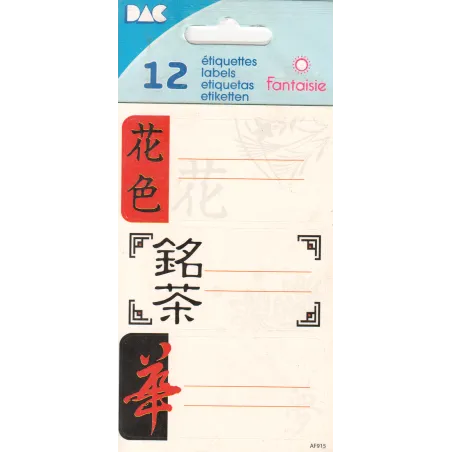 DAC
12
étiquettes
labels
etiquetas
etiketten
Fantaisie
花
色
花
銘
茶
華
AF915